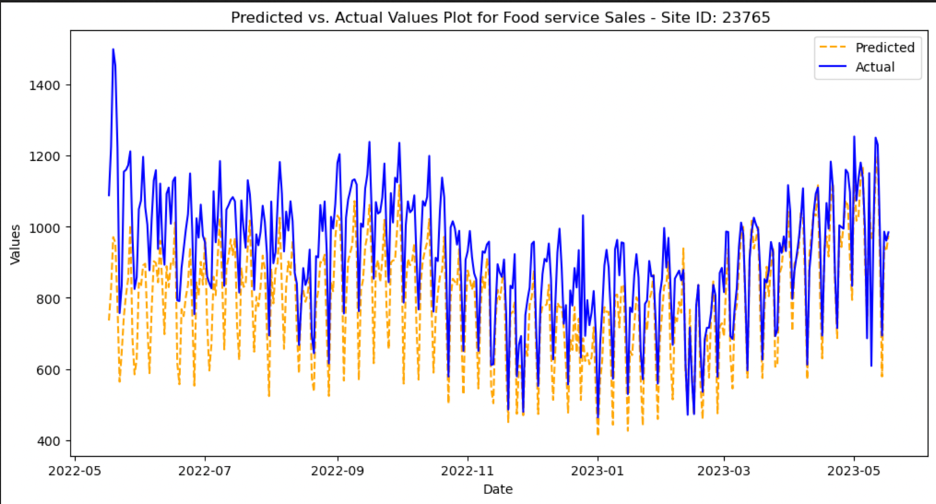 Predicted vs. Actual Values Plot for Food service Sales - Site ID: 23765
Predicted
Actual
Values
1400
1200
1000
800
600
400
2022-05
2022-07
2022-09
2022-11
2023-01
2023-03
2023-05
Date